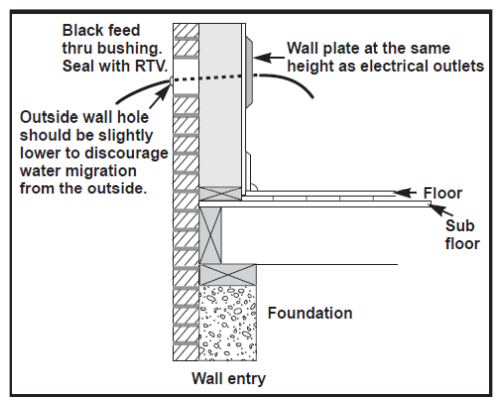 Black feed
thru bushing.
Seal with RTV.
Wall plate at the same
height as electrical outlets
Outside wall hole
should be slightly
lower to discourage
water migration
from the outside.
Floor
Sub
floor
Foundation
Wall entry